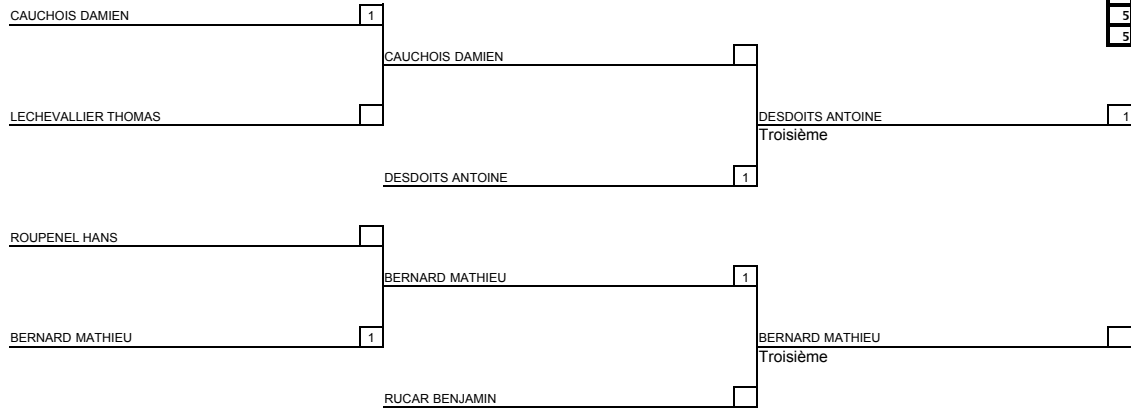 CAUCHOIS DAMIEN 1
5
5
CAUCHOIS DAMIEN
LECHEVALLIER THOMAS
DESDOITS ANTOINE 1
Troisième
DESDOITS ANTOINE 1
ROUPENEL HANS
BERNARD MATHIEU 1
BERNARD MATHIEU 1
BERNARD MATHIEU
Troisième
RUCAR BENJAMIN